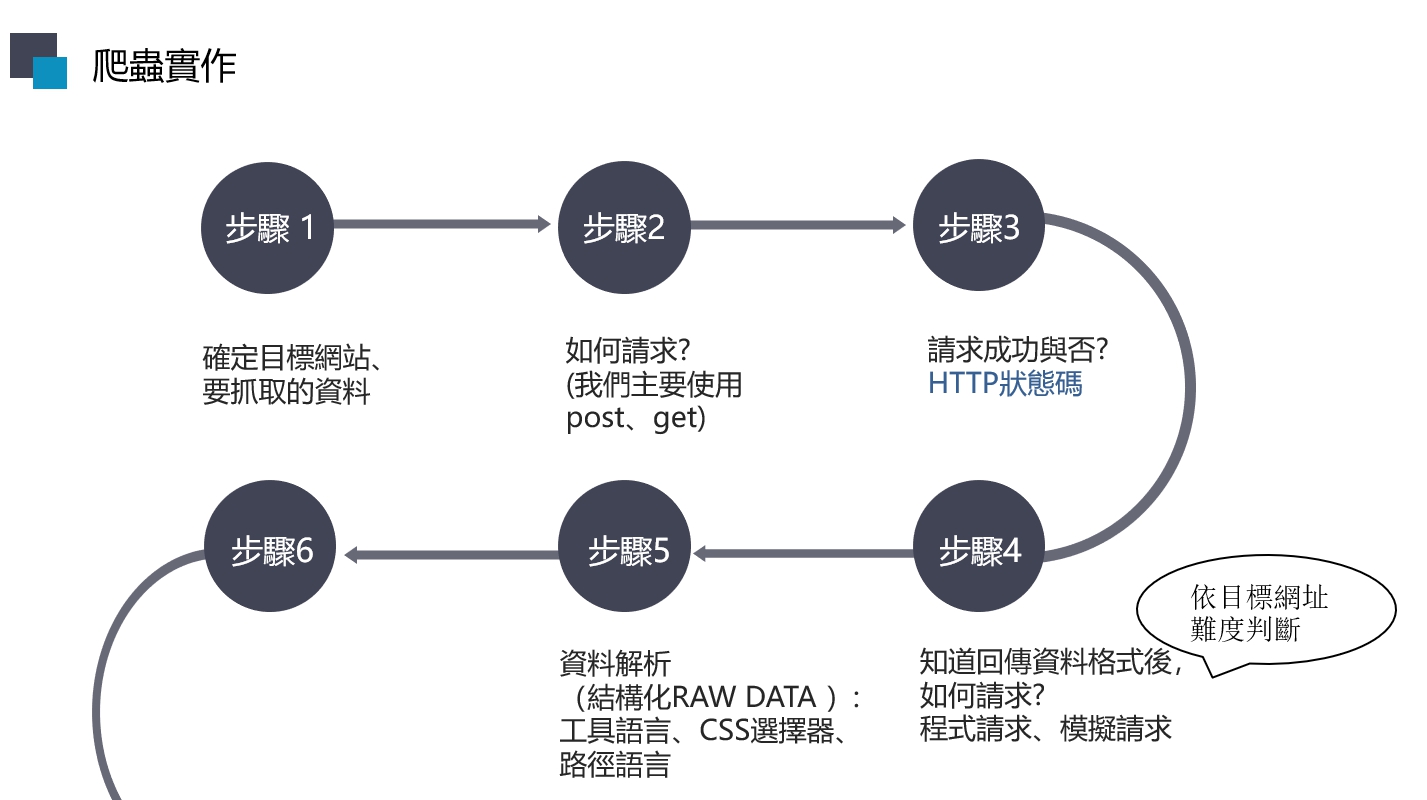 爬蟲實作
步驟 1
步驟2
步驟3
確定目標網站、
要抓取的資料
如何請求?
(我們主要使用
post、get)
請求成功與否?
HTTP狀態碼
步驟6
步驟5
步驟4
依目標網址
難度判斷
資料解析
（結構化RAW DATA ）:
工具語言、CSS選擇器、
路徑語言
知道回傳資料格式後,
如何請求?
程式請求、模擬請求